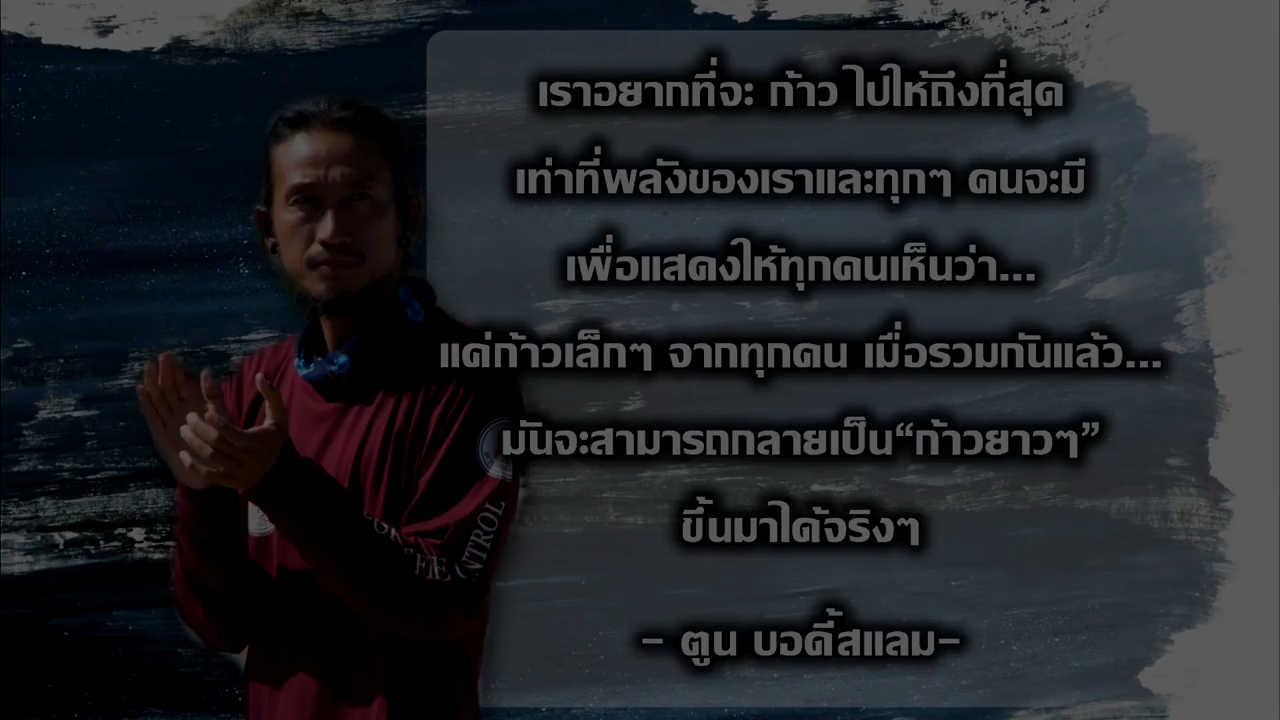 เราอยากที่จะ ก้าว ไปให้ถึงที่สุด
เท่าที่พลังของเราและทุกๆ คนจะมี
เพื่อแสดงให้ทุกคนเห็นว่า...
แค่ก้าวเล็กๆ จากทุกคน เมื่อรวมกันแล้ว...
มันจะสามารถกลายเป็น“ก้าวยาวๆ”
ขึ้นมาได้จริงๆ
- ตูน บอดี้สแลม-
NTROL